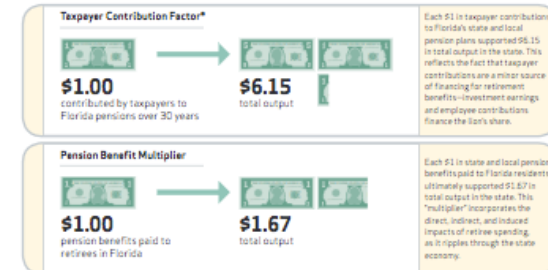 Taxpayer Contribution Factor*
$1.00
contributed by taxpayers to
Florida pensions over 30 years
$6.15
total output
Each $1 in taxpayer contributions
to Florida's state and local
pension plans supported $6.15
in total output in the state. This
reflects the fact that taxpayer
contributions are a minor source
of financing for retirement
benefits—investment earnings
and employee contributions
finance the lion's share.
Pension Benefit Multiplier
$1.00
pension benefits paid to
retirees in Florida
$1.67
total output
Each $1 in state and local pension
benefits paid to Florida residents
ultimately supported $1.67 in
total output in the state. This
"multiplier" incorporates the
direct, indirect, and induced
impacts of retiree spending,
as it ripples through the state
economy.